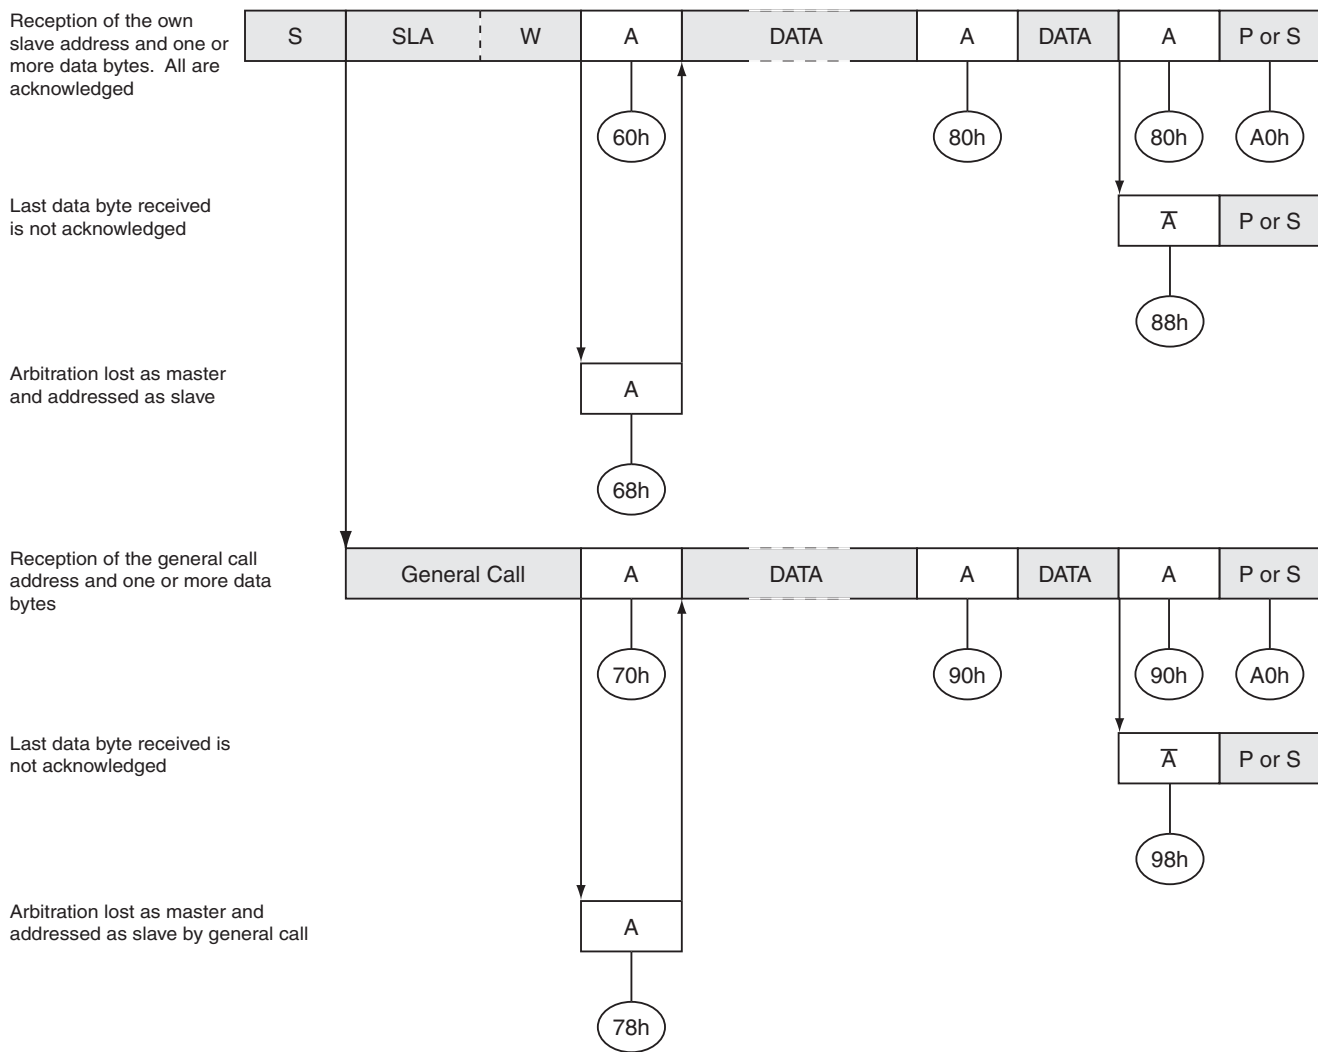 Reception of the own
slave address and one or
more data bytes. All are
acknowledged
S SLA W A DATA A DATA A P or S
60h 80h 80h A0h
Last data byte received
is not acknowledged
A̅ P or S
88h
Arbitration lost as master
and addressed as slave
A
68h
Reception of the general call
address and one or more data
bytes
General Call A DATA A DATA A P or S
70h 90h 90h A0h
Last data byte received is
not acknowledged
A̅ P or S
98h
Arbitration lost as master and
addressed as slave by general call
A
78h